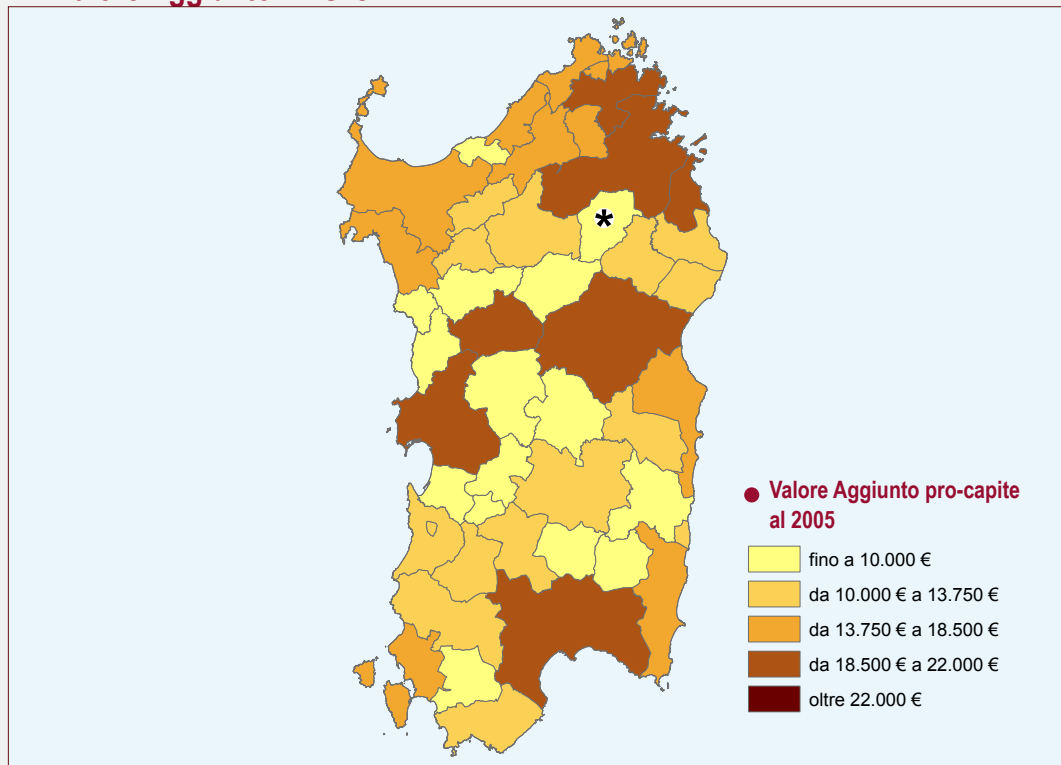 Valore Aggiunto pro-capite
al 2005
fino a 10.000 €
da 10.000 € a 13.750 €
da 13.750 € a 18.500 €
da 18.500 € a 22.000 €
oltre 22.000 €
*